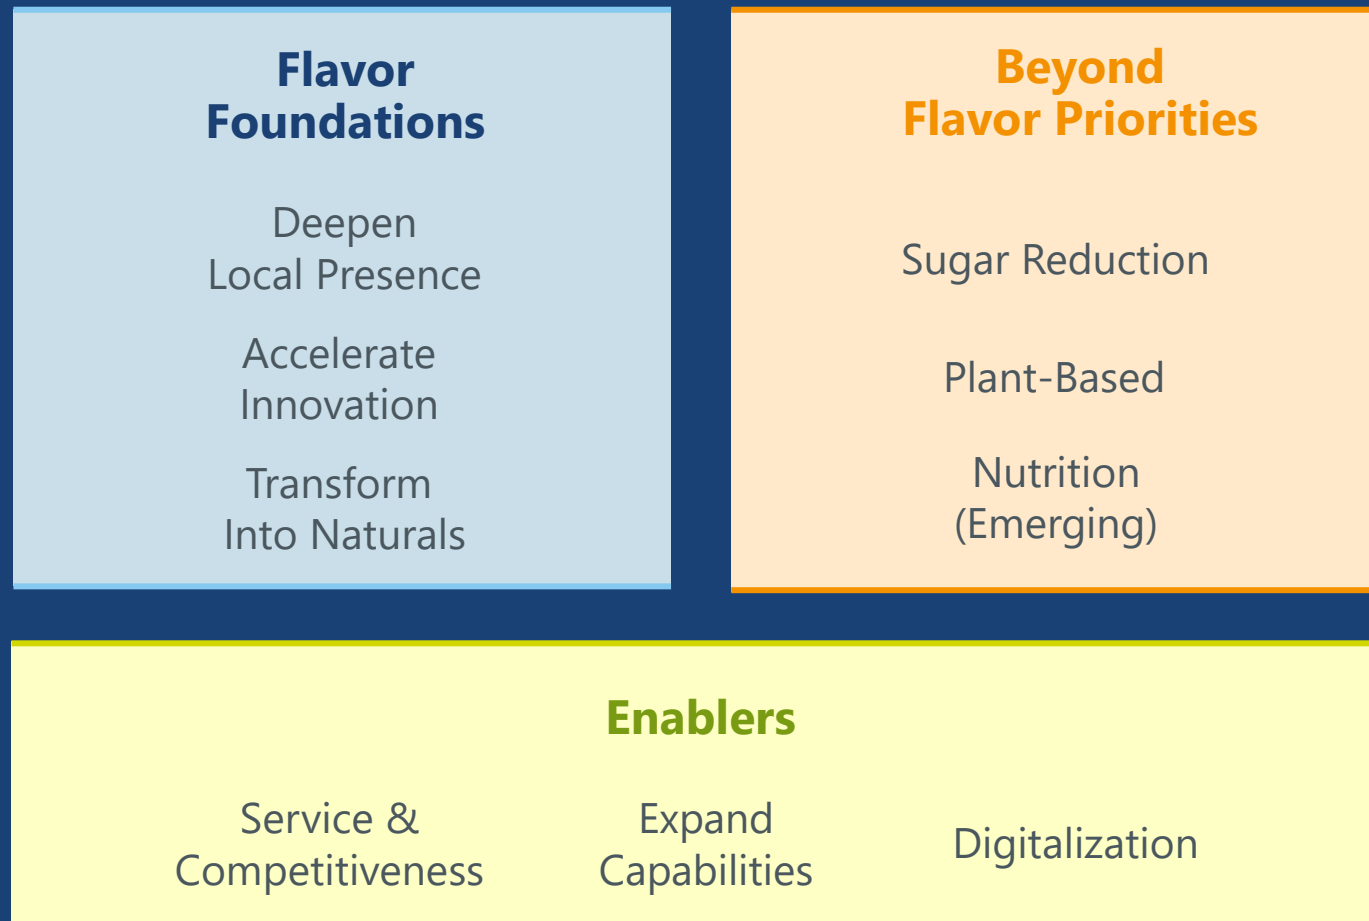 Flavor
Foundations
Deepen
Local Presence
Accelerate
Innovation
Transform
Into Naturals
Beyond
Flavor Priorities
Sugar Reduction
Plant-Based
Nutrition
(Emerging)
Enablers
Service &
Competitiveness
Expand
Capabilities
Digitalization